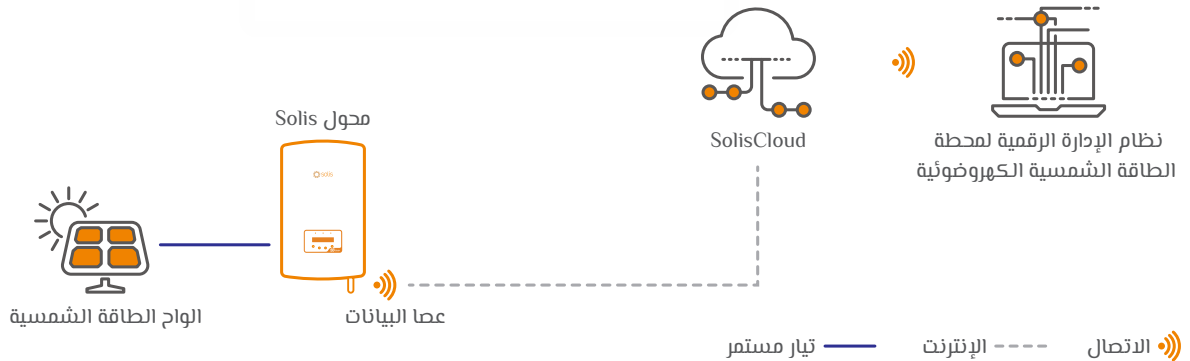 محول Solis
SolisCloud
نظام الإدارة الرقمية لمحطة
الطاقة الشمسية الكهروضوئية
solis
الواح الطاقة الشمسية
عصا البيانات
الاتصال
الإنترنت
تيار مستمر